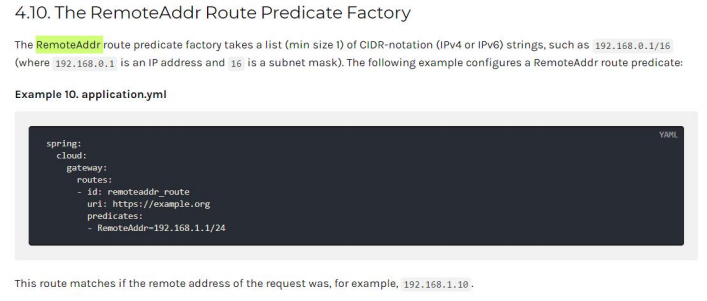 4.10. The RemoteAddr Route Predicate Factory
The RemoteAddr route predicate factory takes a list (min size 1) of CIDR-notation (IPv4 or IPv6) strings, such as 192.168.0.1/16
(where 192.168.0.1 is an IP address and 16 is a subnet mask). The following example configures a RemoteAddr route predicate:
Example 10. application.yml
YAML
spring:
  cloud:
    gateway:
      routes:
      - id: remoteaddr_route
        uri: https://example.org
        predicates:
        - RemoteAddr=192.168.1.1/24
This route matches if the remote address of the request was, for example, 192.168.1.10.